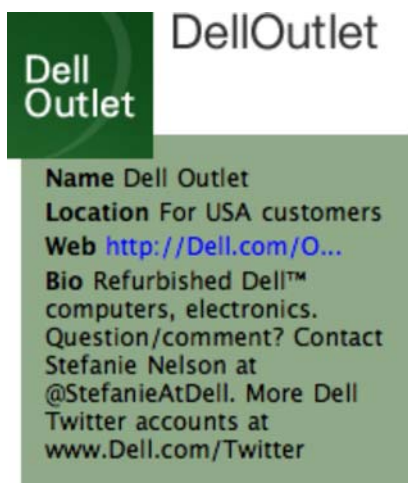 DellOutlet
Dell
Outlet
Name Dell Outlet
Location For USA customers
Web http://Dell.com/O...
Bio Refurbished Dell™
computers, electronics.
Question/comment? Contact
Stefanie Nelson at
@StefanieAtDell. More Dell
Twitter accounts at
www.Dell.com/Twitter